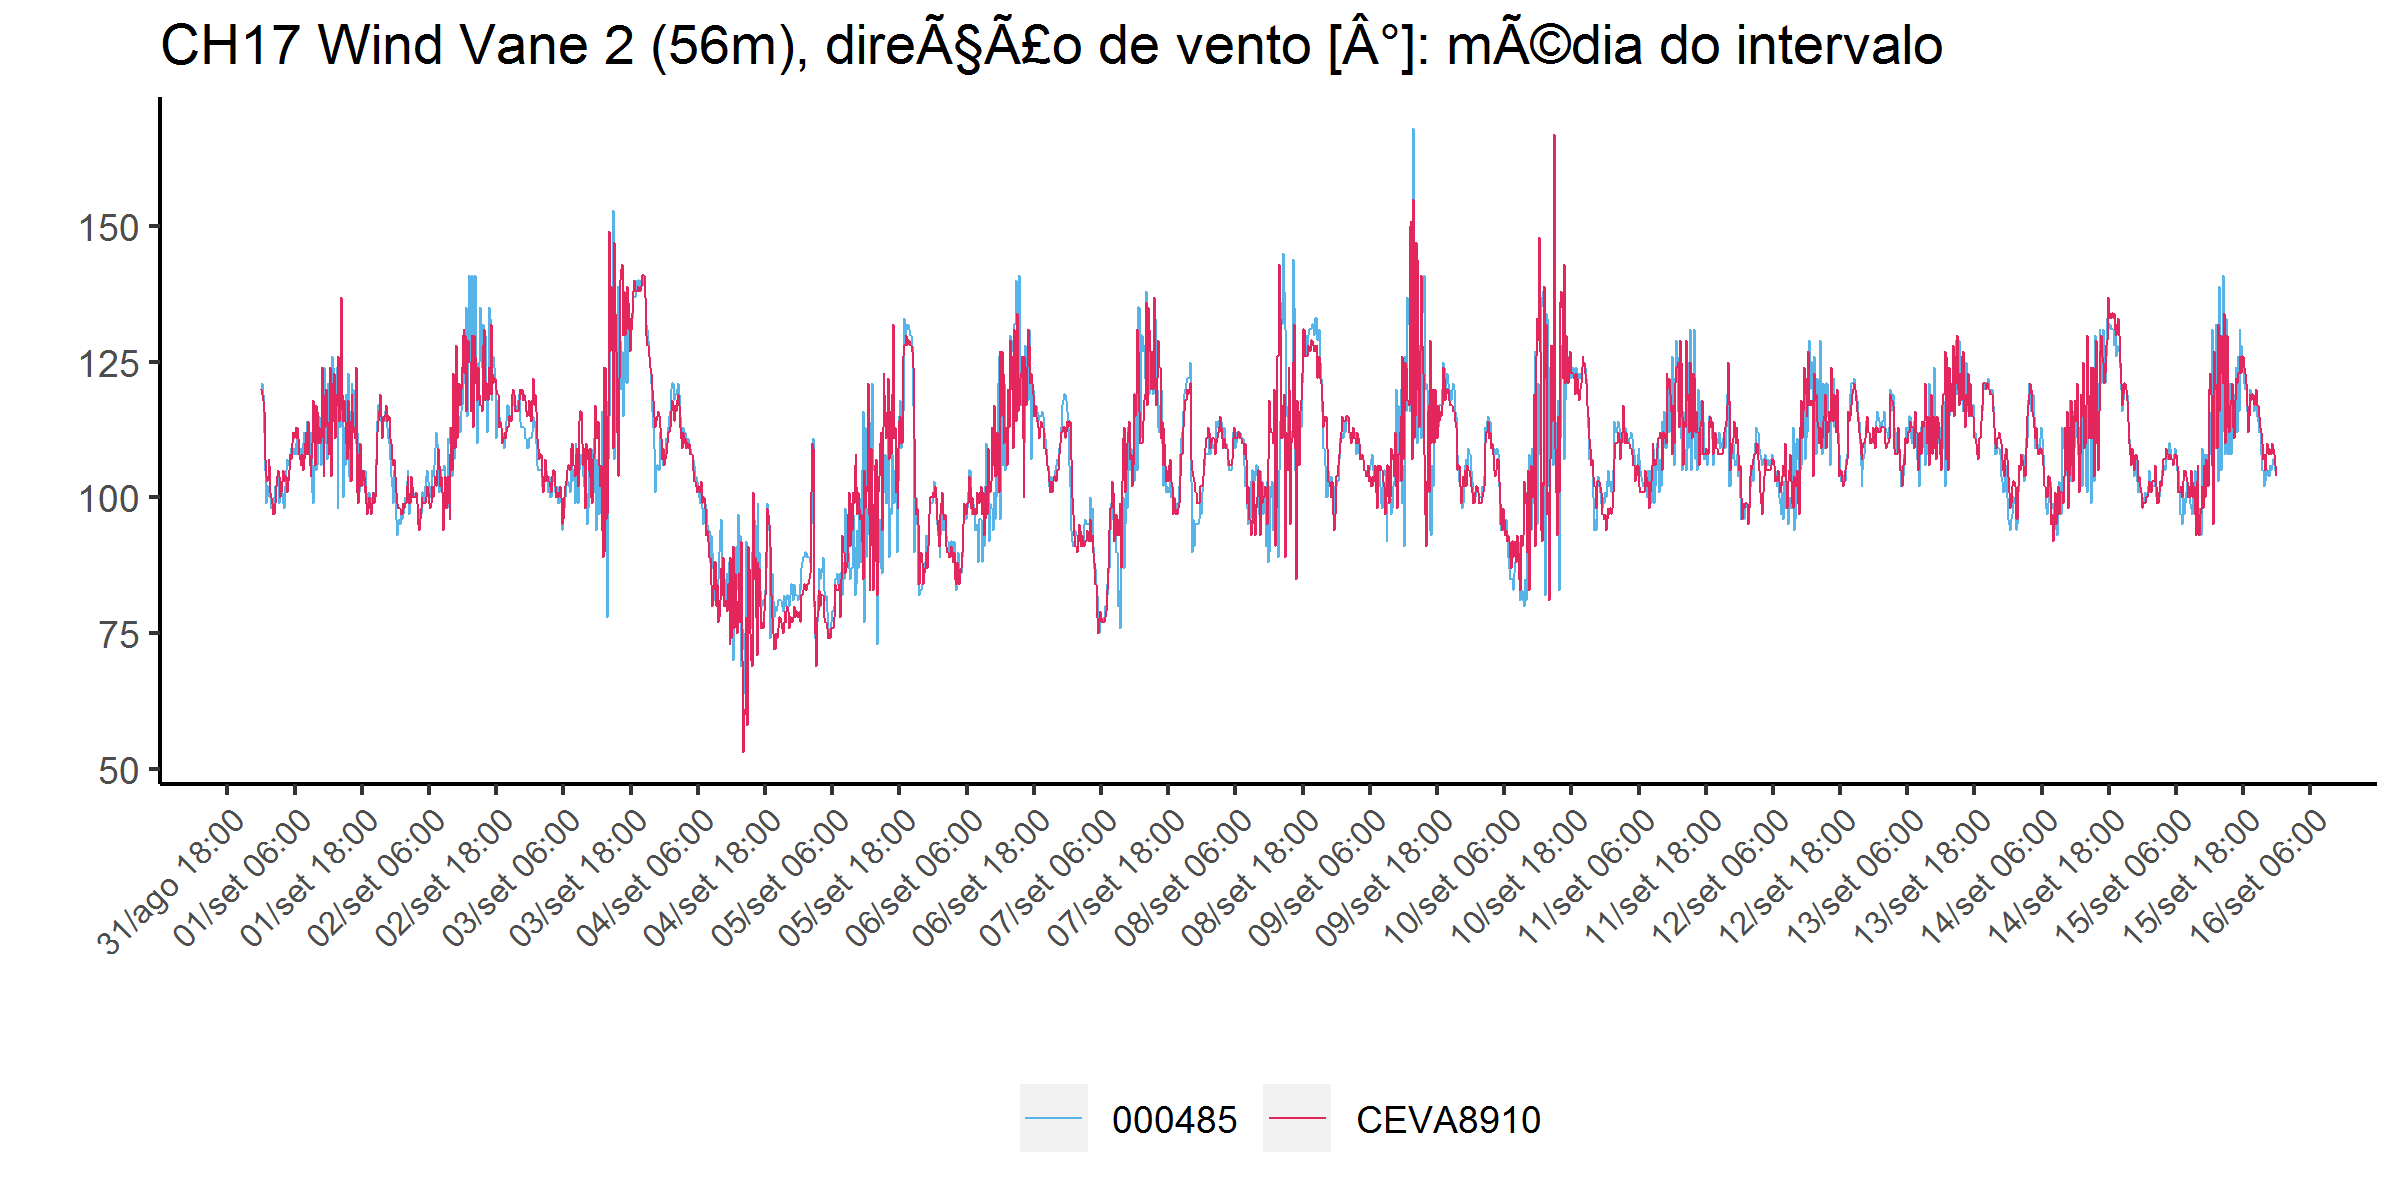 CH17 Wind Vane 2 (56m), direÃ§Ã£o de vento [Â°]: mÃ©dia do intervalo
150
125
100
75
50
31/ago 18:00
01/set 06:00
01/set 18:00
02/set 06:00
02/set 18:00
03/set 06:00
03/set 18:00
04/set 06:00
04/set 18:00
05/set 06:00
05/set 18:00
06/set 06:00
06/set 18:00
07/set 06:00
07/set 18:00
08/set 06:00
08/set 18:00
09/set 06:00
09/set 18:00
10/set 06:00
10/set 18:00
11/set 06:00
11/set 18:00
12/set 06:00
12/set 18:00
13/set 06:00
13/set 18:00
14/set 06:00
14/set 18:00
15/set 06:00
15/set 18:00
16/set 06:00
000485 CEVA8910